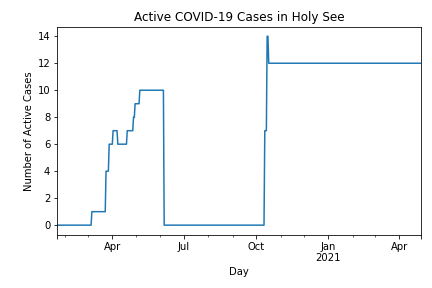 Active COVID-19 Cases in Holy See
14
12
10
8
6
4
2
0
Number of Active Cases
Apr
Jul
Oct
Jan
2021
Apr
Day